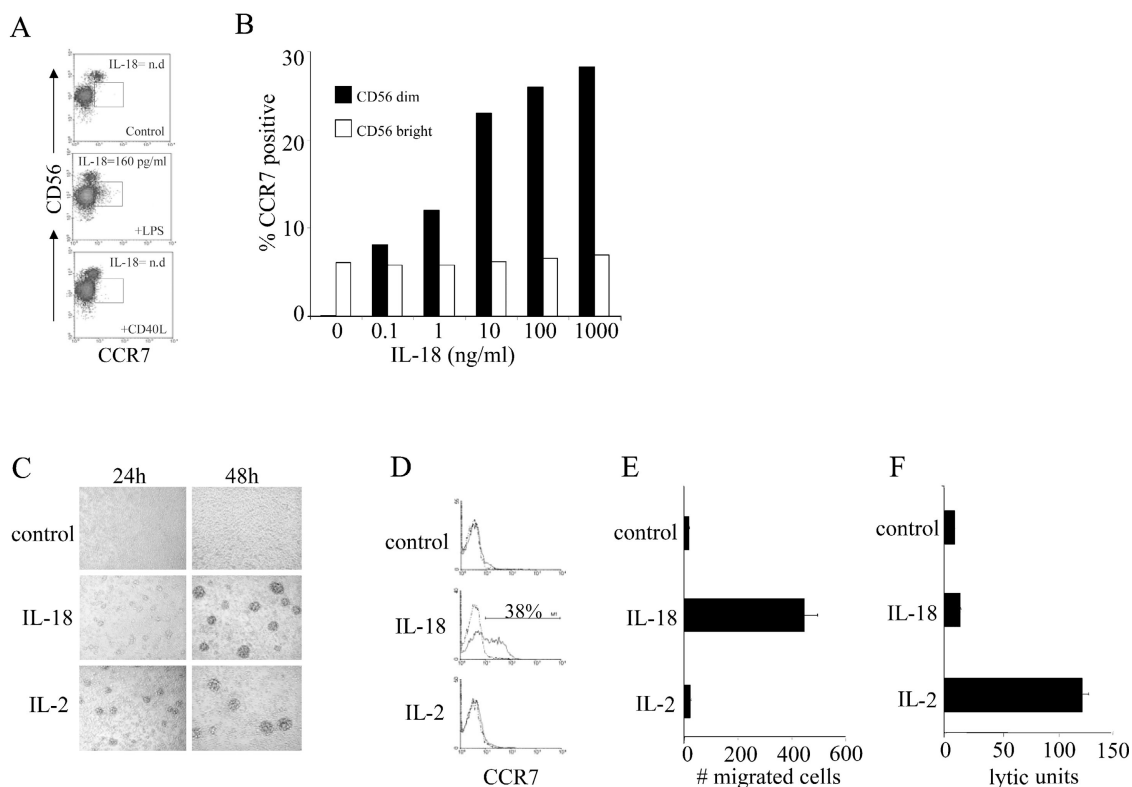 A
IL-18= n.d
Control
IL-18=160 pg/ml
+LPS
IL-18= n.d
+CD40L
CD56
CCR7
B
30
20
10
0
% CCR7 positive
CD56 dim
CD56 bright
0 0.1 1 10 100 1000
IL-18 (ng/ml)
C
24h 48h
control
IL-18
IL-2
D
control
IL-18
38%
IL-2
CCR7
E
control
IL-18
IL-2
0 200 400 600
# migrated cells
F
control
IL-18
IL-2
0 50 100 150
lytic units